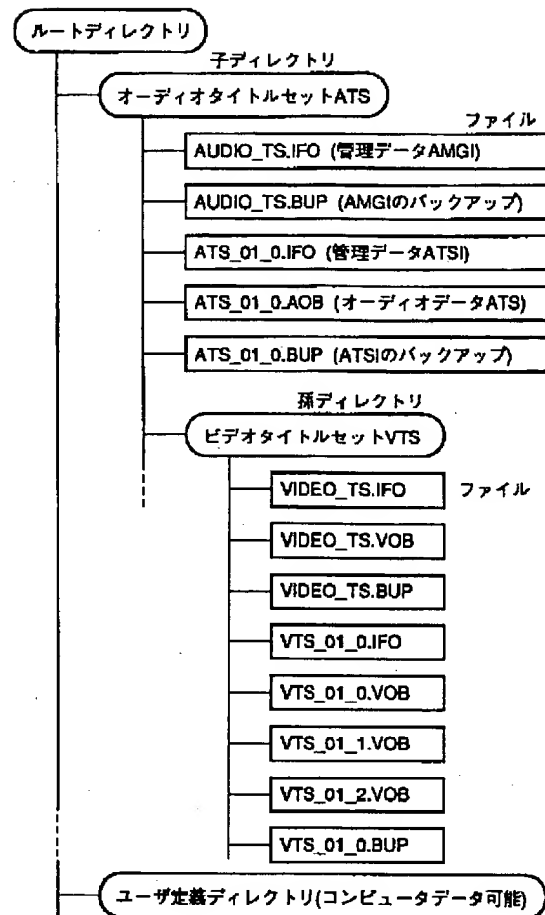 ルートディレクトリ
子ディレクトリ
オーディオタイトルセットATS
ファイル
AUDIO_TS.IFO (管理データAMGI)
AUDIO_TS.BUP (AMGIのバックアップ)
ATS_01_0.IFO (管理データATSI)
ATS_01_0.AOB (オーディオデータATS)
ATS_01_0.BUP (ATSIのバックアップ)
孫ディレクトリ
ビデオタイトルセットVTS
VIDEO_TS.IFO ファイル
VIDEO_TS.VOB
VIDEO_TS.BUP
VTS_01_0.IFO
VTS_01_0.VOB
VTS_01_1.VOB
VTS_01_2.VOB
VTS_01_0.BUP
ユーザ定義ディレクトリ(コンピュータデータ可能)